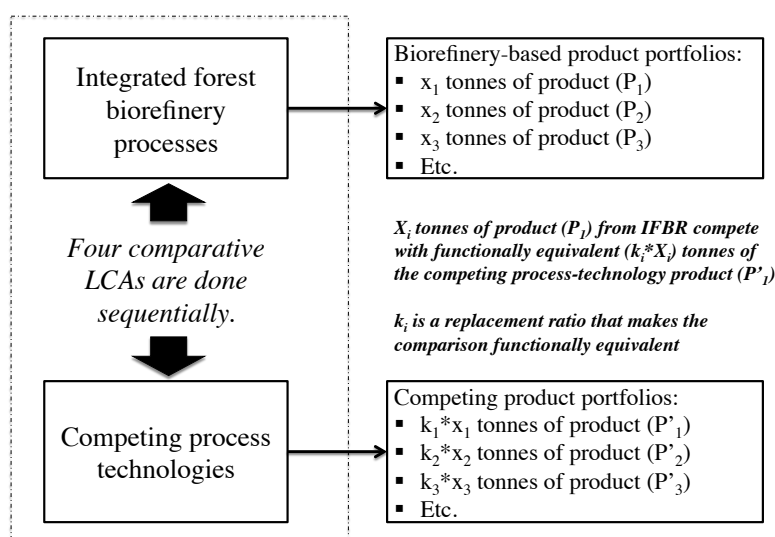 Integrated forest
biorefinery
processes
Biorefinery-based product portfolios:
▪ x₁ tonnes of product (P₁)
▪ x₂ tonnes of product (P₂)
▪ x₃ tonnes of product (P₃)
▪ Etc.
Four comparative
LCAs are done
sequentially.
Xᵢ tonnes of product (P₁) from IFBR compete
with functionally equivalent (kᵢ*Xᵢ) tonnes of
the competing process-technology product (P'₁)
kᵢ is a replacement ratio that makes the
comparison functionally equivalent
Competing process
technologies
Competing product portfolios:
▪ k₁*x₁ tonnes of product (P'₁)
▪ k₂*x₂ tonnes of product (P'₂)
▪ k₃*x₃ tonnes of product (P'₃)
▪ Etc.